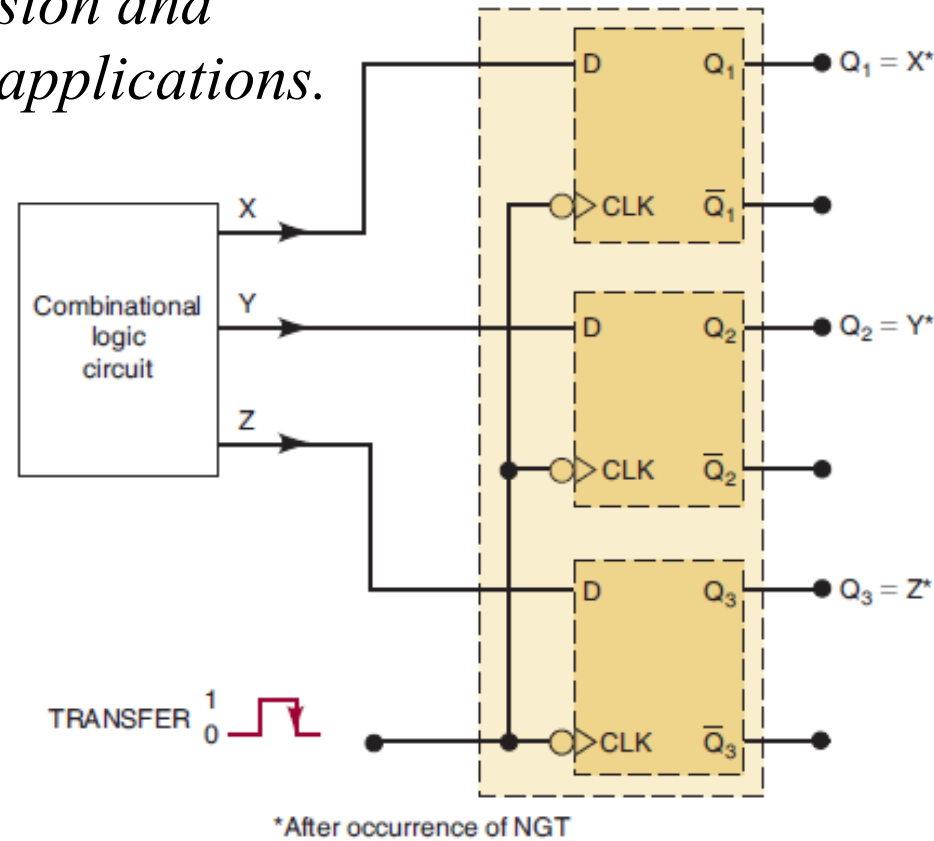 sion and
applications.
D Q₁ Q₁ = X*
X
CLK Q̅₁
Combinational
logic
circuit
Y
D Q₂ Q₂ = Y*
Z
CLK Q̅₂
D Q₃ Q₃ = Z*
TRANSFER 1
0
CLK Q̅₃
*After occurrence of NGT